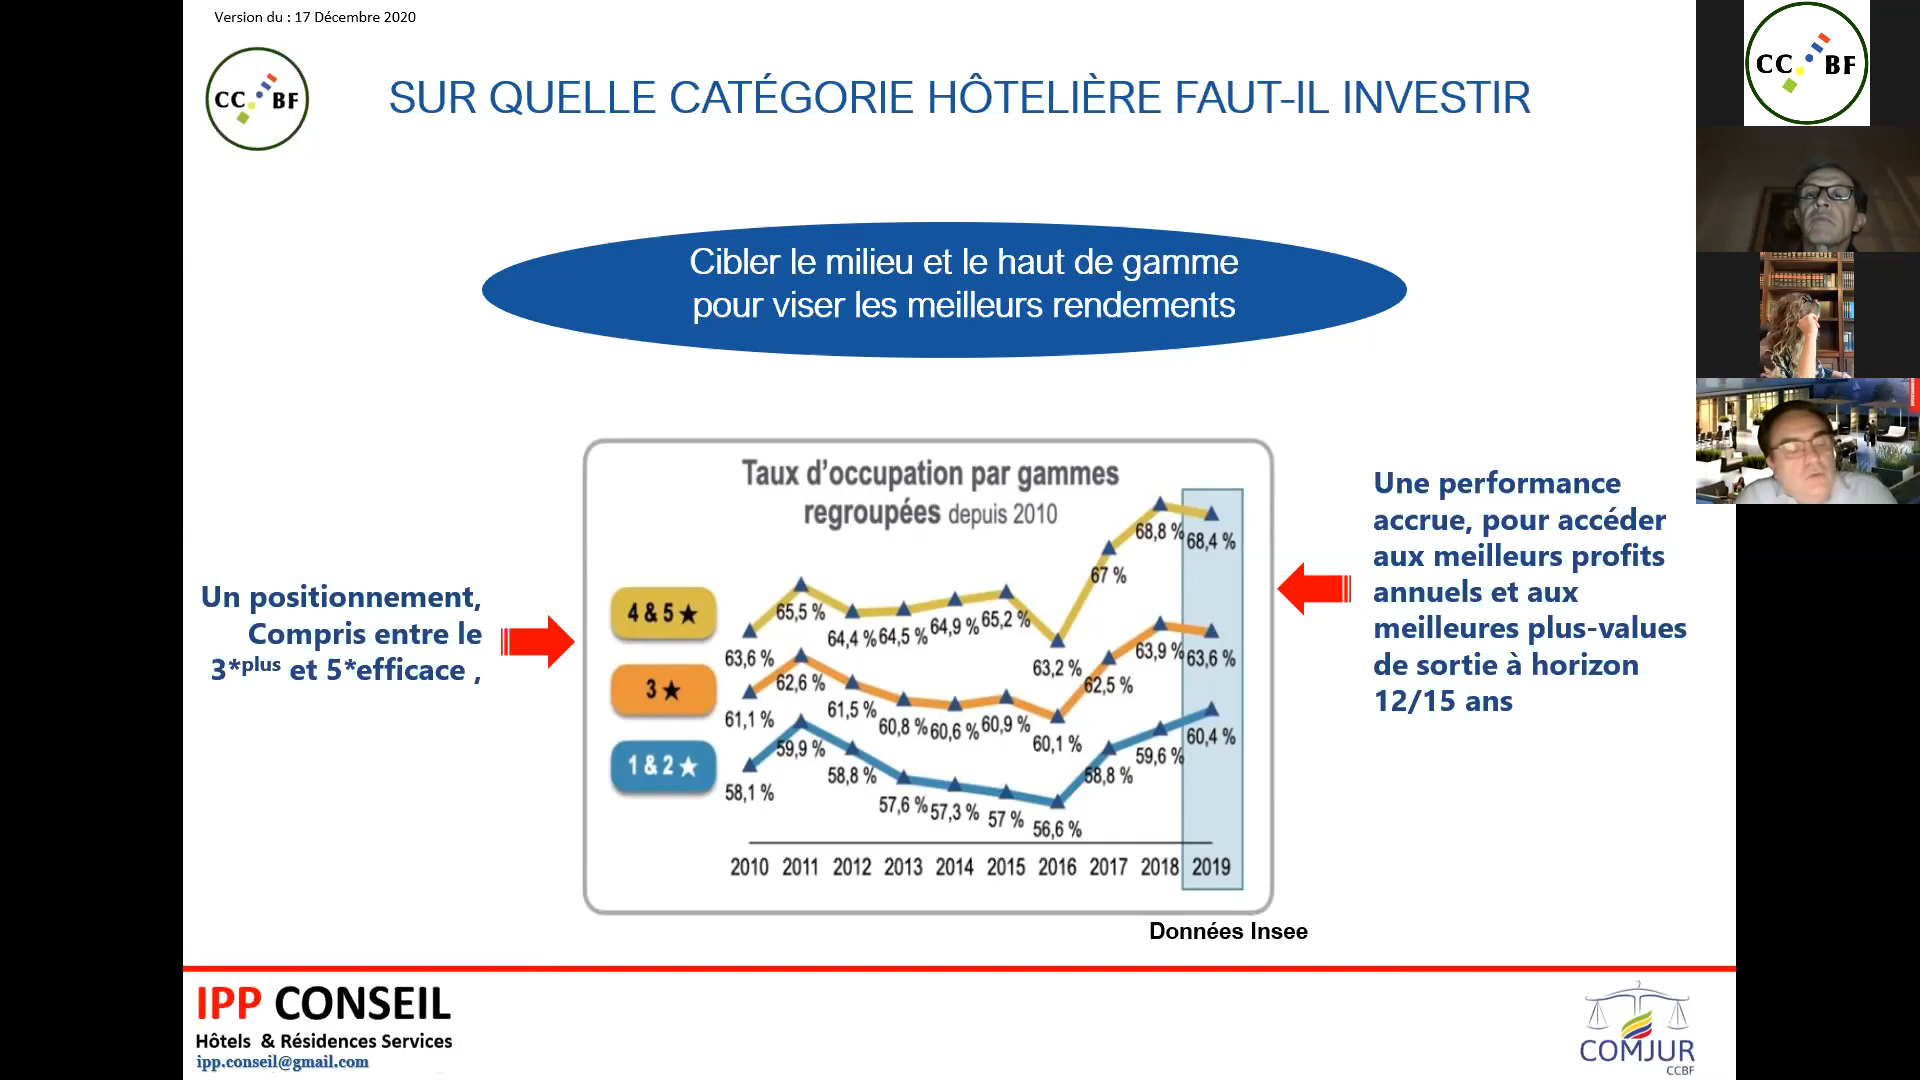 Version du : 17 Décembre 2020
CC BF
SUR QUELLE CATÉGORIE HÔTELIÈRE FAUT-IL INVESTIR
CC BF
Cibler le milieu et le haut de gamme
pour viser les meilleurs rendements
Un positionnement,
Compris entre le
3*plus et 5*efficace ,
Taux d'occupation par gammes
regroupées depuis 2010
4 & 5 ★
63,6 % 65,5 % 64,4 % 64,5 % 64,9 % 65,2 % 63,2 % 67 % 68,8 % 68,4 %
3 ★
61,1 % 62,6 % 61,5 % 60,8 % 60,6 % 60,9 % 60,1 % 62,5 % 63,9 % 63,6 %
1 & 2 ★
58,1 % 59,9 % 58,8 % 57,6 % 57,3 % 57 % 56,6 % 58,8 % 59,6 % 60,4 %
2010 2011 2012 2013 2014 2015 2016 2017 2018 2019
Données Insee
Une performance
accrue, pour accéder
aux meilleurs profits
annuels et aux
meilleures plus-values
de sortie à horizon
12/15 ans
IPP CONSEIL
Hôtels & Résidences Services
ipp.conseil@gmail.com
COMJUR
CCBF